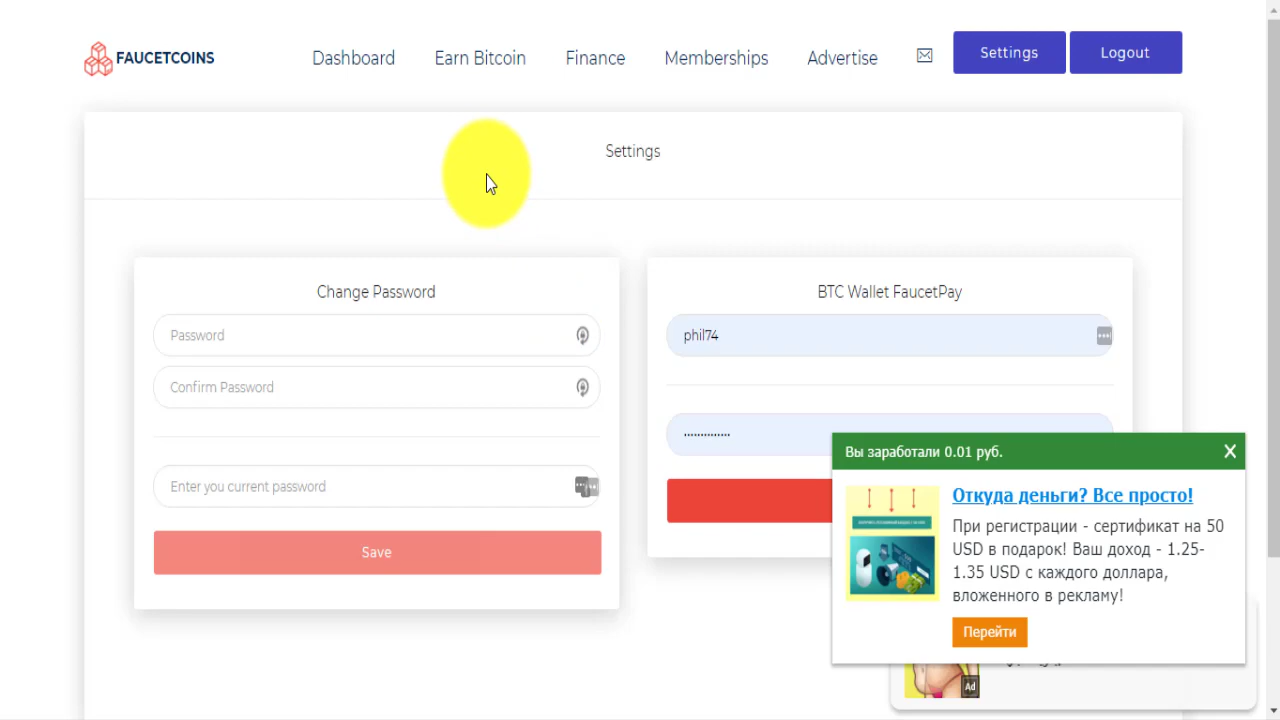 FAUCETCOINS
Dashboard
Earn Bitcoin
Finance
Memberships
Advertise
Settings
Logout
Settings
Change Password
Password
Confirm Password
Enter you current password
Save
BTC Wallet FaucetPay
phil74
Вы заработали 0.01 руб.
X
Откуда деньги? Все просто!
При регистрации - сертификат на 50
USD в подарок! Ваш доход - 1.25-
1.35 USD с каждого доллара,
вложенного в рекламу!
Перейти
Ad